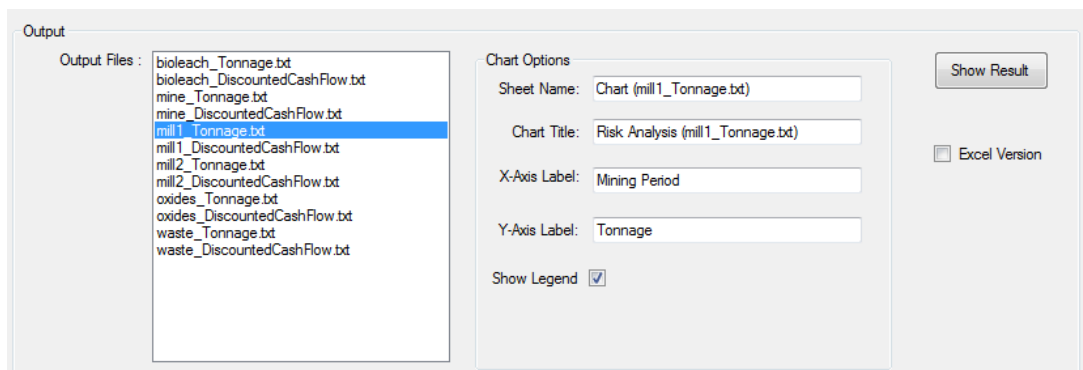 Output
Output Files :
bioleach_Tonnage.txt
bioleach_DiscountedCashFlow.txt
mine_Tonnage.txt
mine_DiscountedCashFlow.txt
mill1_Tonnage.txt
mill1_DiscountedCashFlow.txt
mill2_Tonnage.txt
mill2_DiscountedCashFlow.txt
oxides_Tonnage.txt
oxides_DiscountedCashFlow.txt
waste_Tonnage.txt
waste_DiscountedCashFlow.txt
Chart Options
Sheet Name: Chart (mill1_Tonnage.txt)
Chart Title: Risk Analysis (mill1_Tonnage.txt)
X-Axis Label: Mining Period
Y-Axis Label: Tonnage
Show Legend
Show Result
Excel Version